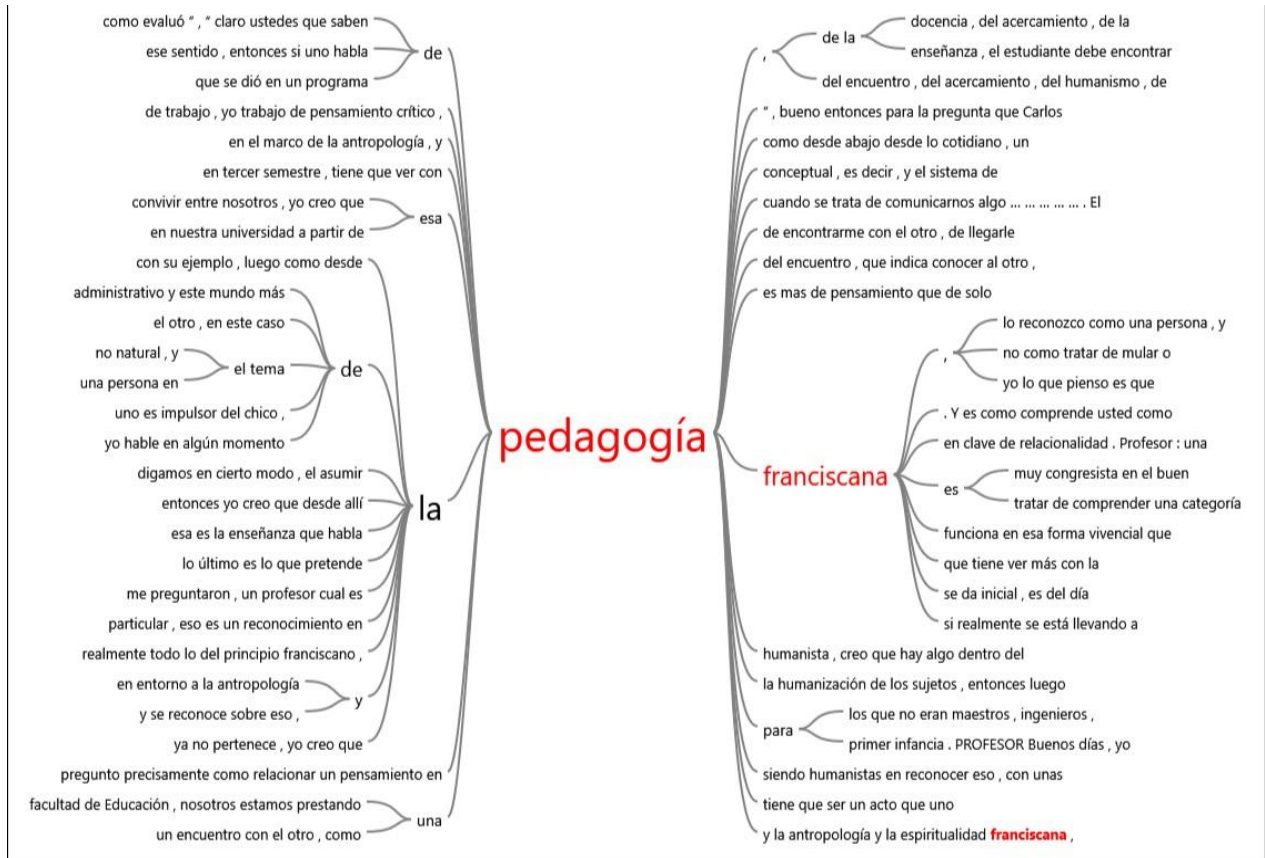 como evaluó " , " claro ustedes que saben
ese sentido , entonces si uno habla
que se dió en un programa
de
de trabajo , yo trabajo de pensamiento crítico ,
en el marco de la antropología , y
en tercer semestre , tiene que ver con
convivir entre nosotros , yo creo que
en nuestra universidad a partir de
esa
con su ejemplo , luego como desde
administrativo y este mundo más
el otro , en este caso
no natural , y
una persona en
el tema
uno es impulsor del chico ,
yo hable en algún momento
de
digamos en cierto modo , el asumir
entonces yo creo que desde allí
esa es la enseñanza que habla
lo último es lo que pretende
me preguntaron , un profesor cual es
particular , eso es un reconocimiento en
realmente todo lo del principio franciscano ,
en entorno a la antropología
y se reconoce sobre eso ,
y
ya no pertenece , yo creo que
la
pregunto precisamente como relacionar un pensamiento en
facultad de Educación , nosotros estamos prestando
un encuentro con el otro , como
una
pedagogía
,
de la
docencia , del acercamiento , de la
enseñanza , el estudiante debe encontrar
del encuentro , del acercamiento , del humanismo , de
" , bueno entonces para la pregunta que Carlos
como desde abajo desde lo cotidiano , un
conceptual , es decir , y el sistema de
cuando se trata de comunicarnos algo ... ... ... ... ... . El
de encontrarme con el otro , de llegarle
del encuentro , que indica conocer al otro ,
es mas de pensamiento que de solo
franciscana
,
lo reconozco como una persona , y
no como tratar de mular o
yo lo que pienso es que
. Y es como comprende usted como
en clave de relacionalidad . Profesor : una
es
muy congresista en el buen
tratar de comprender una categoría
funciona en esa forma vivencial que
que tiene ver más con la
se da inicial , es del día
si realmente se está llevando a
humanista , creo que hay algo dentro del
la humanización de los sujetos , entonces luego
para
los que no eran maestros , ingenieros ,
primer infancia . PROFESOR Buenos días , yo
siendo humanistas en reconocer eso , con unas
tiene que ser un acto que uno
y la antropología y la espiritualidad franciscana ,